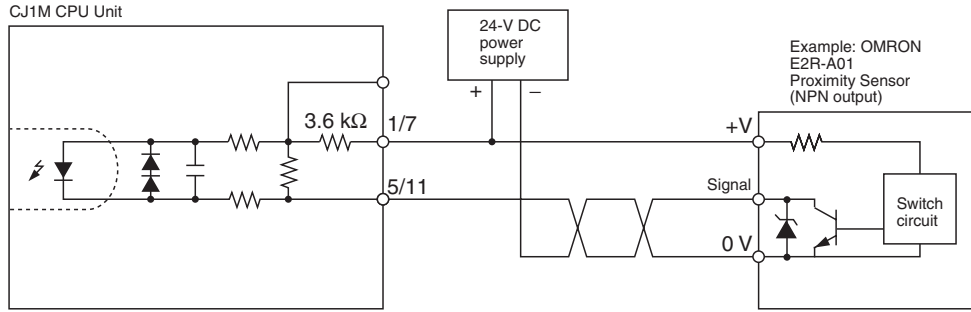 CJ1M CPU Unit
24-V DC
power
supply
+
−
Example: OMRON
E2R-A01
Proximity Sensor
(NPN output)
3.6 kΩ
1/7
+V
5/11
Signal
Switch
circuit
0 V